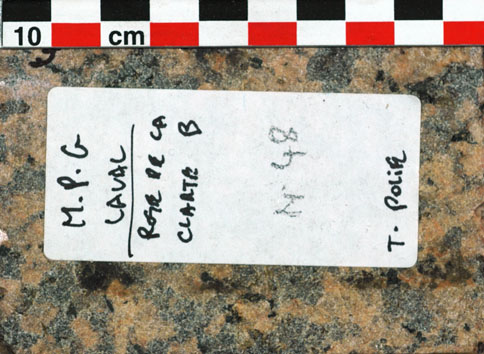 10 cm
M.P.G
LAVAL
ROSE DE LA
CLARTE B
N. 48
T. POLIE